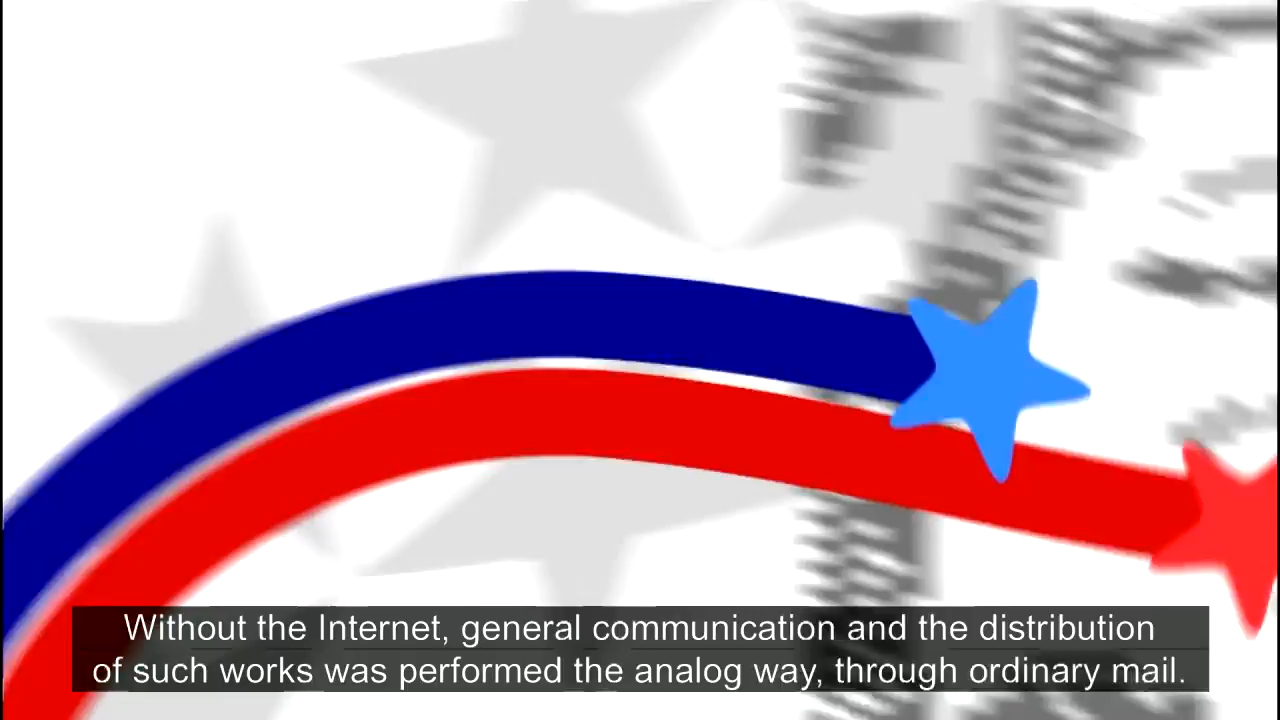 Without the Internet, general communication and the distribution
of such works was performed the analog way, through ordinary mail.